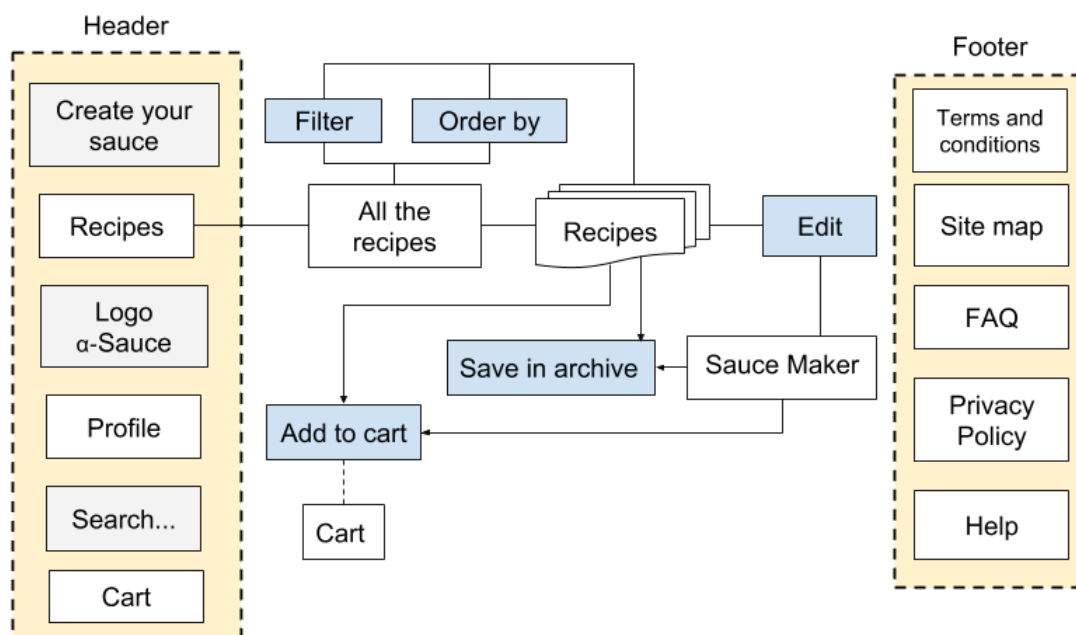 Header
Create your
sauce
Recipes
Logo
α-Sauce
Profile
Search...
Cart
Filter
Order by
All the
recipes
Recipes
Edit
Save in archive
Sauce Maker
Add to cart
Cart
Footer
Terms and
conditions
Site map
FAQ
Privacy
Policy
Help